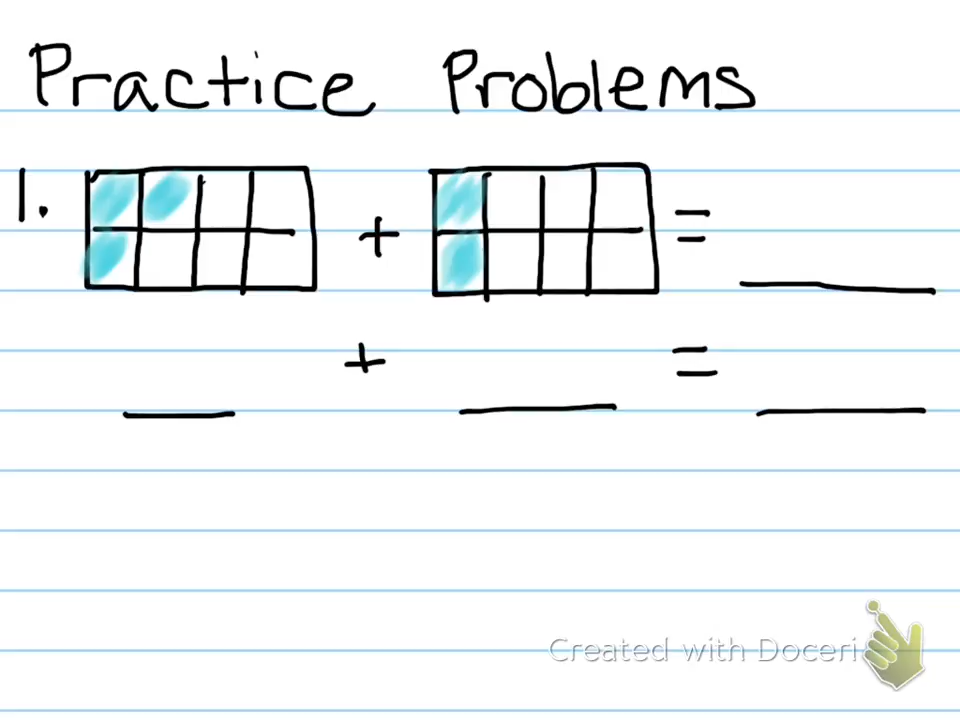 Practice Problems
1. + =
+ =
Created with Doceri